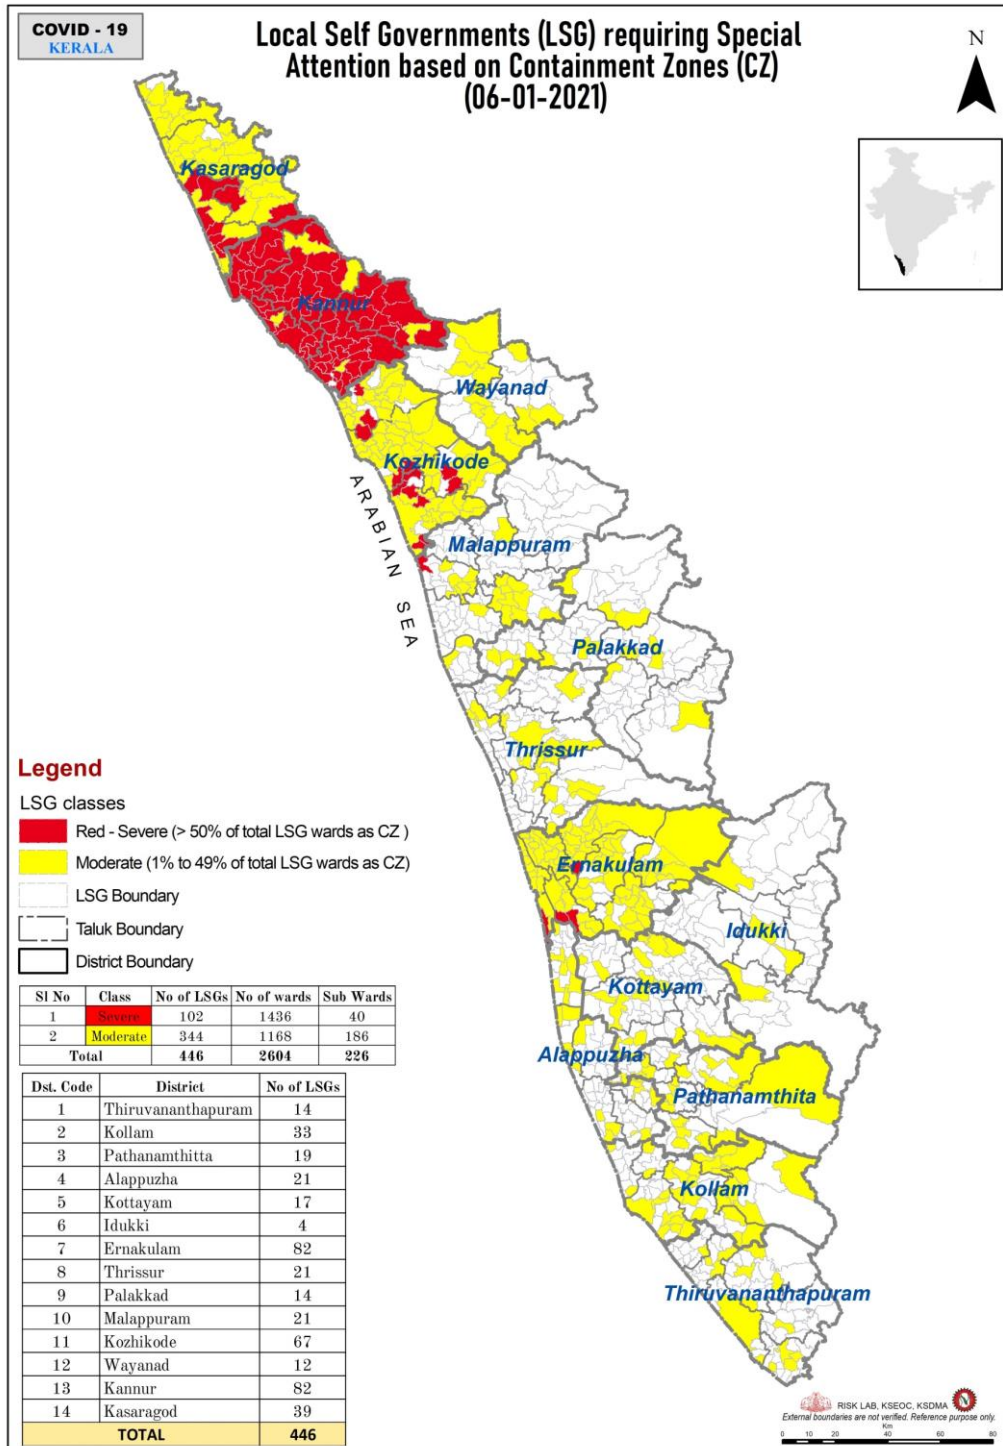 COVID - 19
KERALA
Local Self Governments (LSG) requiring Special
Attention based on Containment Zones (CZ)
(06-01-2021)
N
Kasaragod
Kannur
Wayanad
Kozhikode
ARABIAN SEA
Malappuram
Palakkad
Thrissur
Ernakulam
Idukki
Kottayam
Alappuzha
Pathanamthita
Kollam
Thiruvananthapuram
Legend
LSG classes
Red - Severe (> 50% of total LSG wards as CZ )
Moderate (1% to 49% of total LSG wards as CZ)
LSG Boundary
Taluk Boundary
District Boundary
Sl No Class No of LSGs No of wards Sub Wards
1 Severe 102 1436 40
2 Moderate 344 1168 186
Total 446 2604 226
Dst. Code District No of LSGs
1 Thiruvananthapuram 14
2 Kollam 33
3 Pathanamthitta 19
4 Alappuzha 21
5 Kottayam 17
6 Idukki 4
7 Ernakulam 82
8 Thrissur 21
9 Palakkad 14
10 Malappuram 21
11 Kozhikode 67
12 Wayanad 12
13 Kannur 82
14 Kasaragod 39
TOTAL 446
RISK LAB, KSEOC, KSDMA
External boundaries are not verified. Reference purpose only.
Km
0 10 20 40 60 80